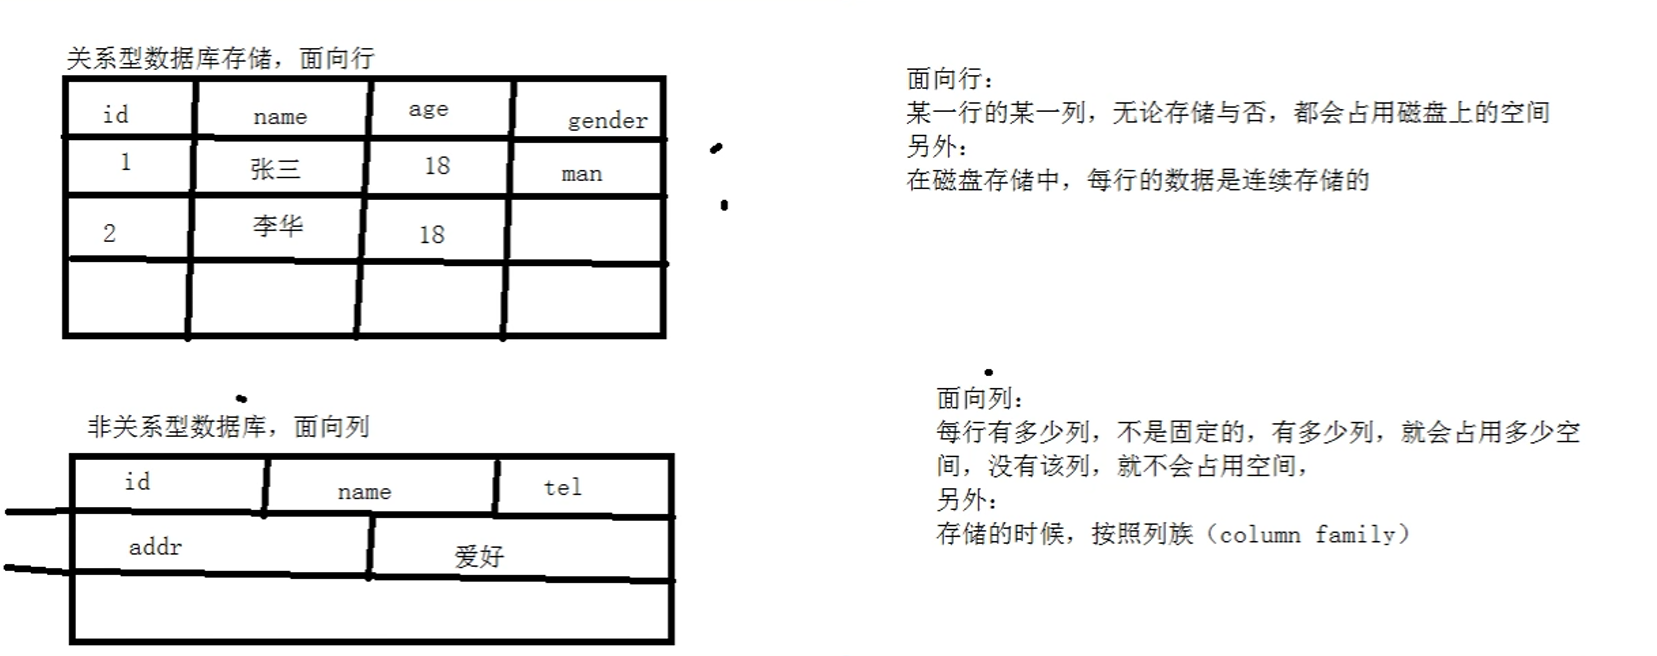 关系型数据库存储，面向行
id name age gender
1 张三 18 man
2 李华 18
面向行：
某一行的某一列，无论存储与否，都会占用磁盘上的空间
另外：
在磁盘存储中，每行的数据是连续存储的
非关系型数据库，面向列
id name tel
addr 爱好
面向列：
每行有多少列，不是固定的，有多少列，就会占用多少空
间，没有该列，就不会占用空间，
另外：
存储的时候，按照列族（column family）